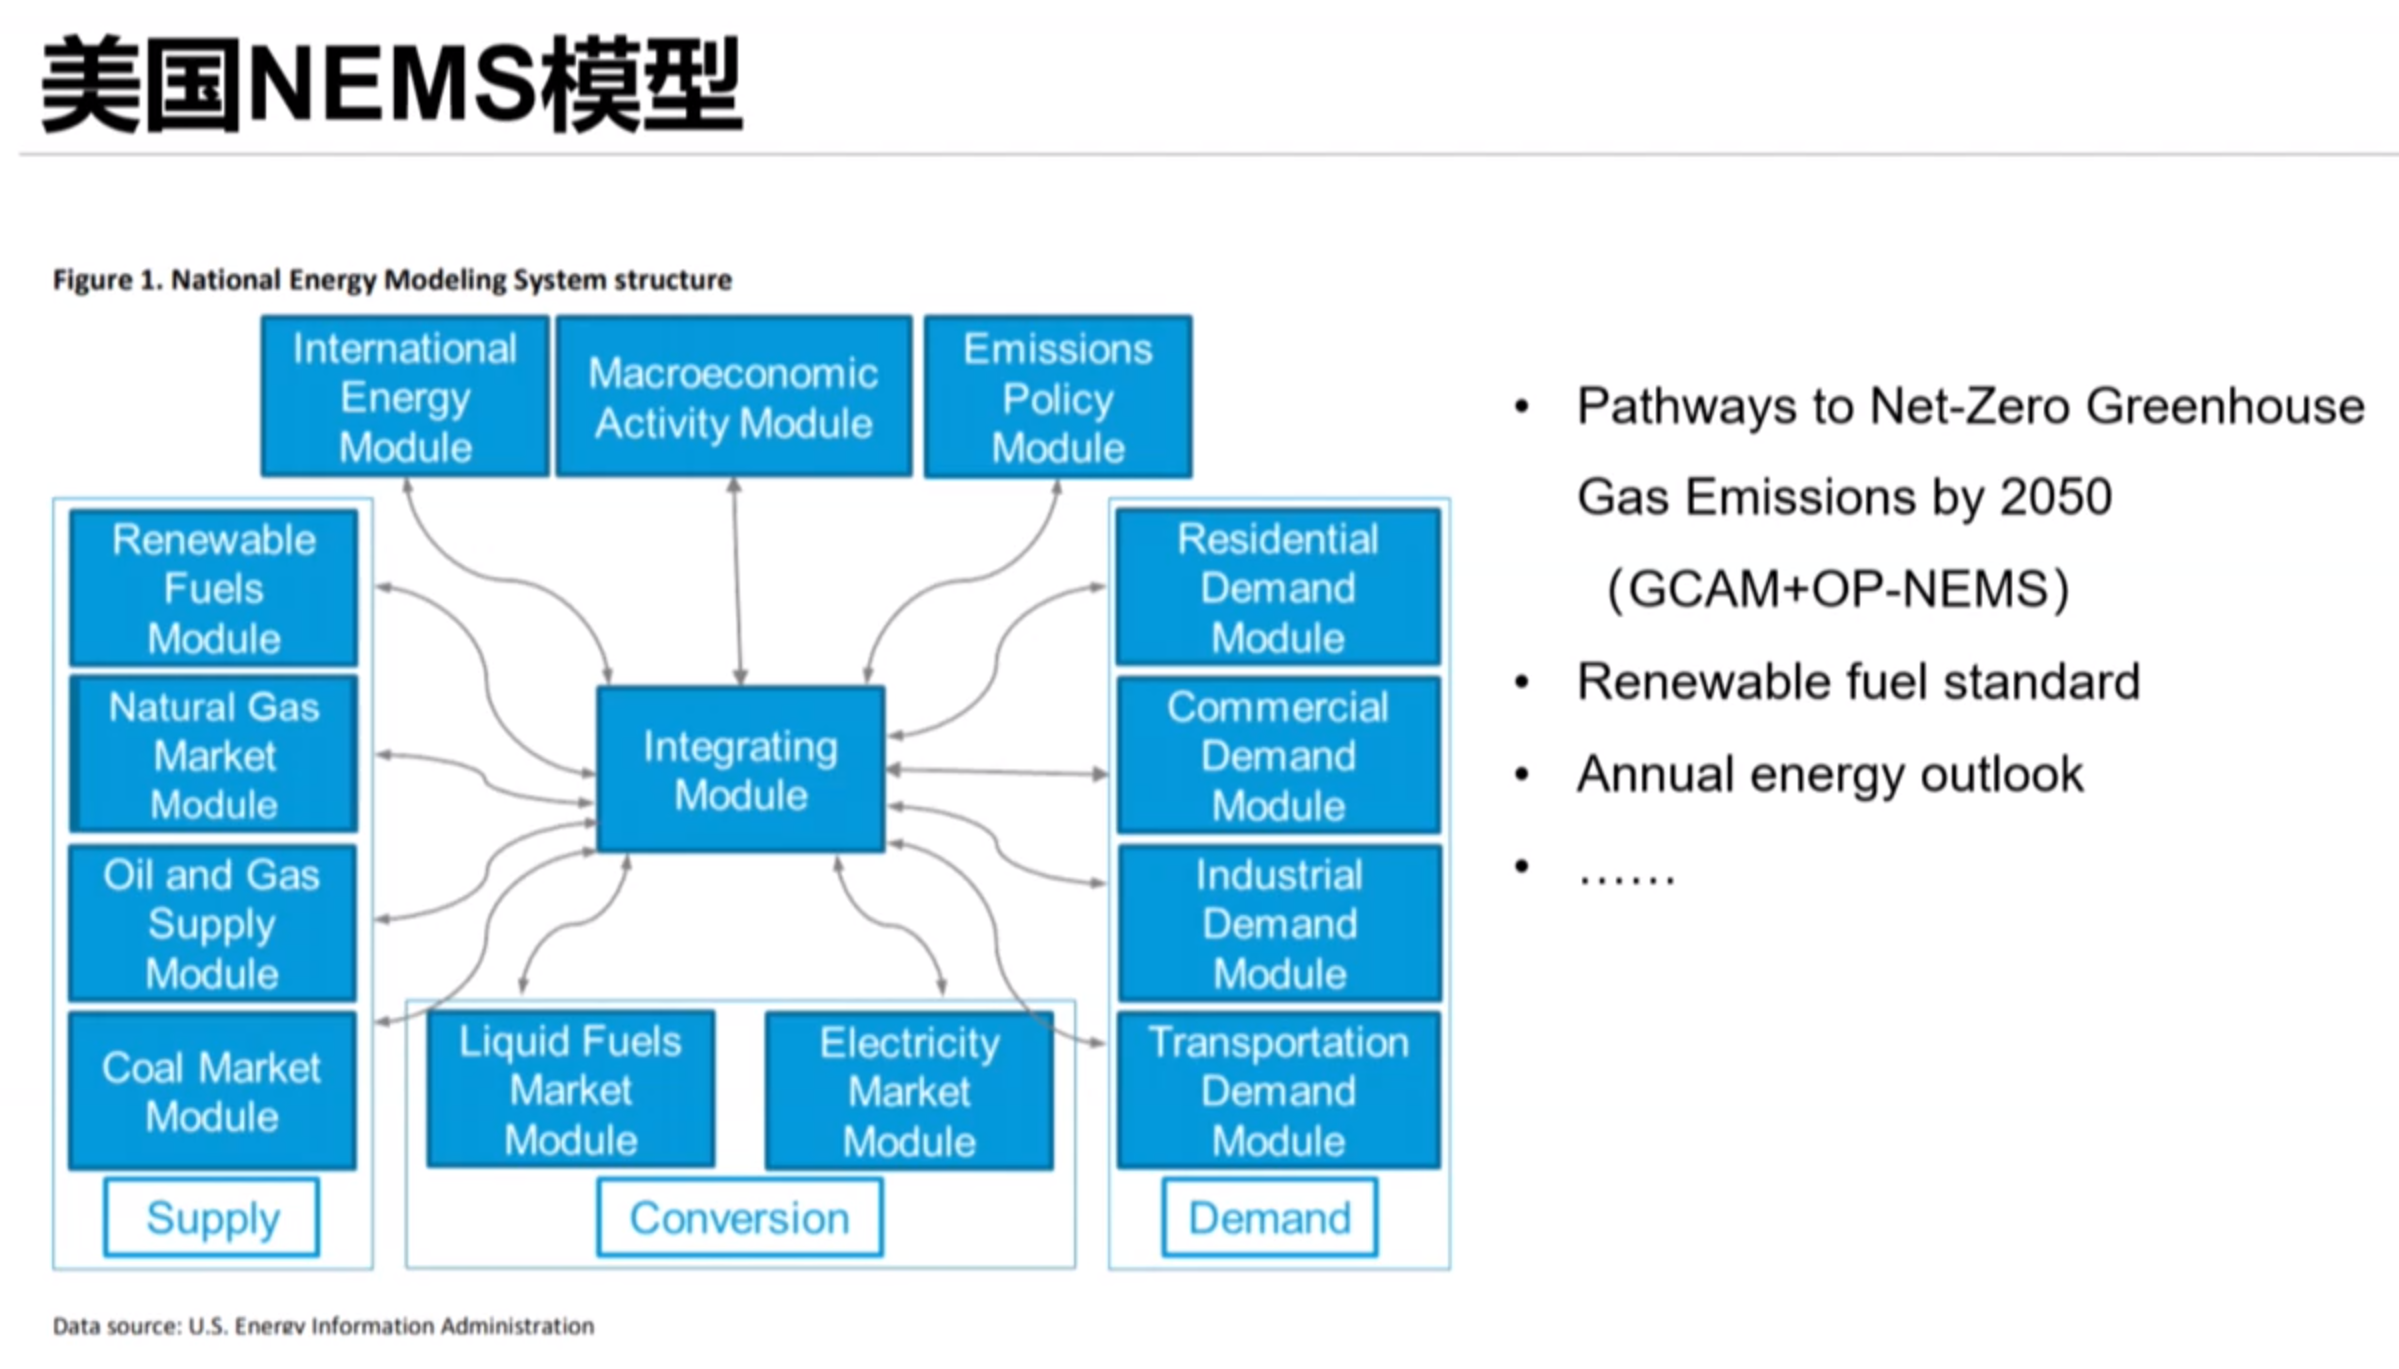 美国NEMS模型
Figure 1. National Energy Modeling System structure
International
Energy
Module
Macroeconomic
Activity Module
Emissions
Policy
Module
Renewable
Fuels
Module
Natural Gas
Market
Module
Oil and Gas
Supply
Module
Coal Market
Module
Supply
Integrating
Module
Liquid Fuels
Market
Module
Electricity
Market
Module
Conversion
Residential
Demand
Module
Commercial
Demand
Module
Industrial
Demand
Module
Transportation
Demand
Module
Demand
Data source: U.S. Energy Information Administration
• Pathways to Net-Zero Greenhouse
Gas Emissions by 2050
（GCAM+OP-NEMS）
• Renewable fuel standard
• Annual energy outlook
• ……